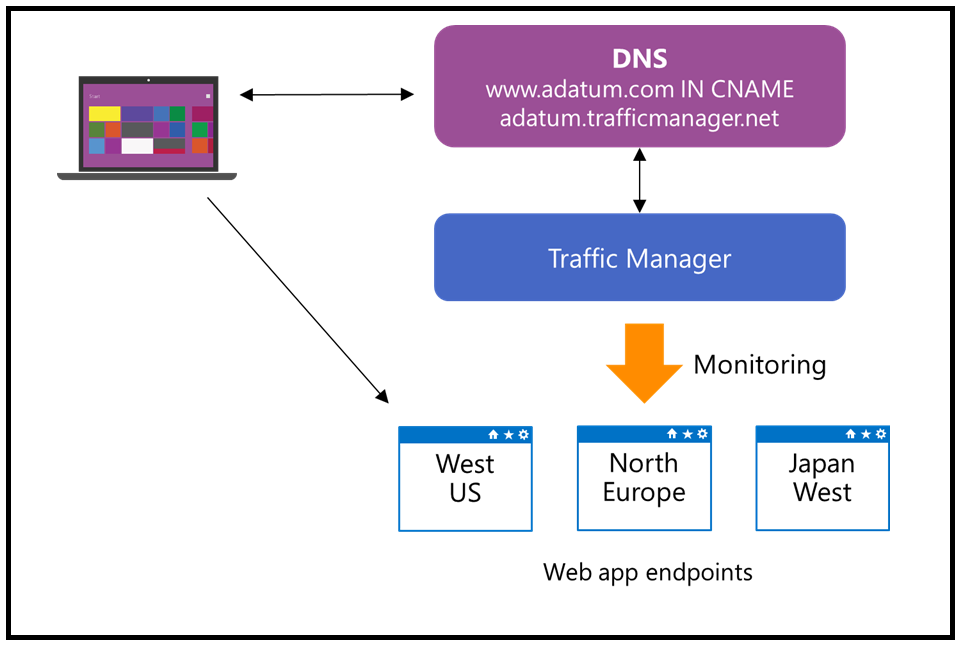 DNS
www.adatum.com IN CNAME
adatum.trafficmanager.net
Start
Traffic Manager
Monitoring
West
US
North
Europe
Japan
West
Web app endpoints